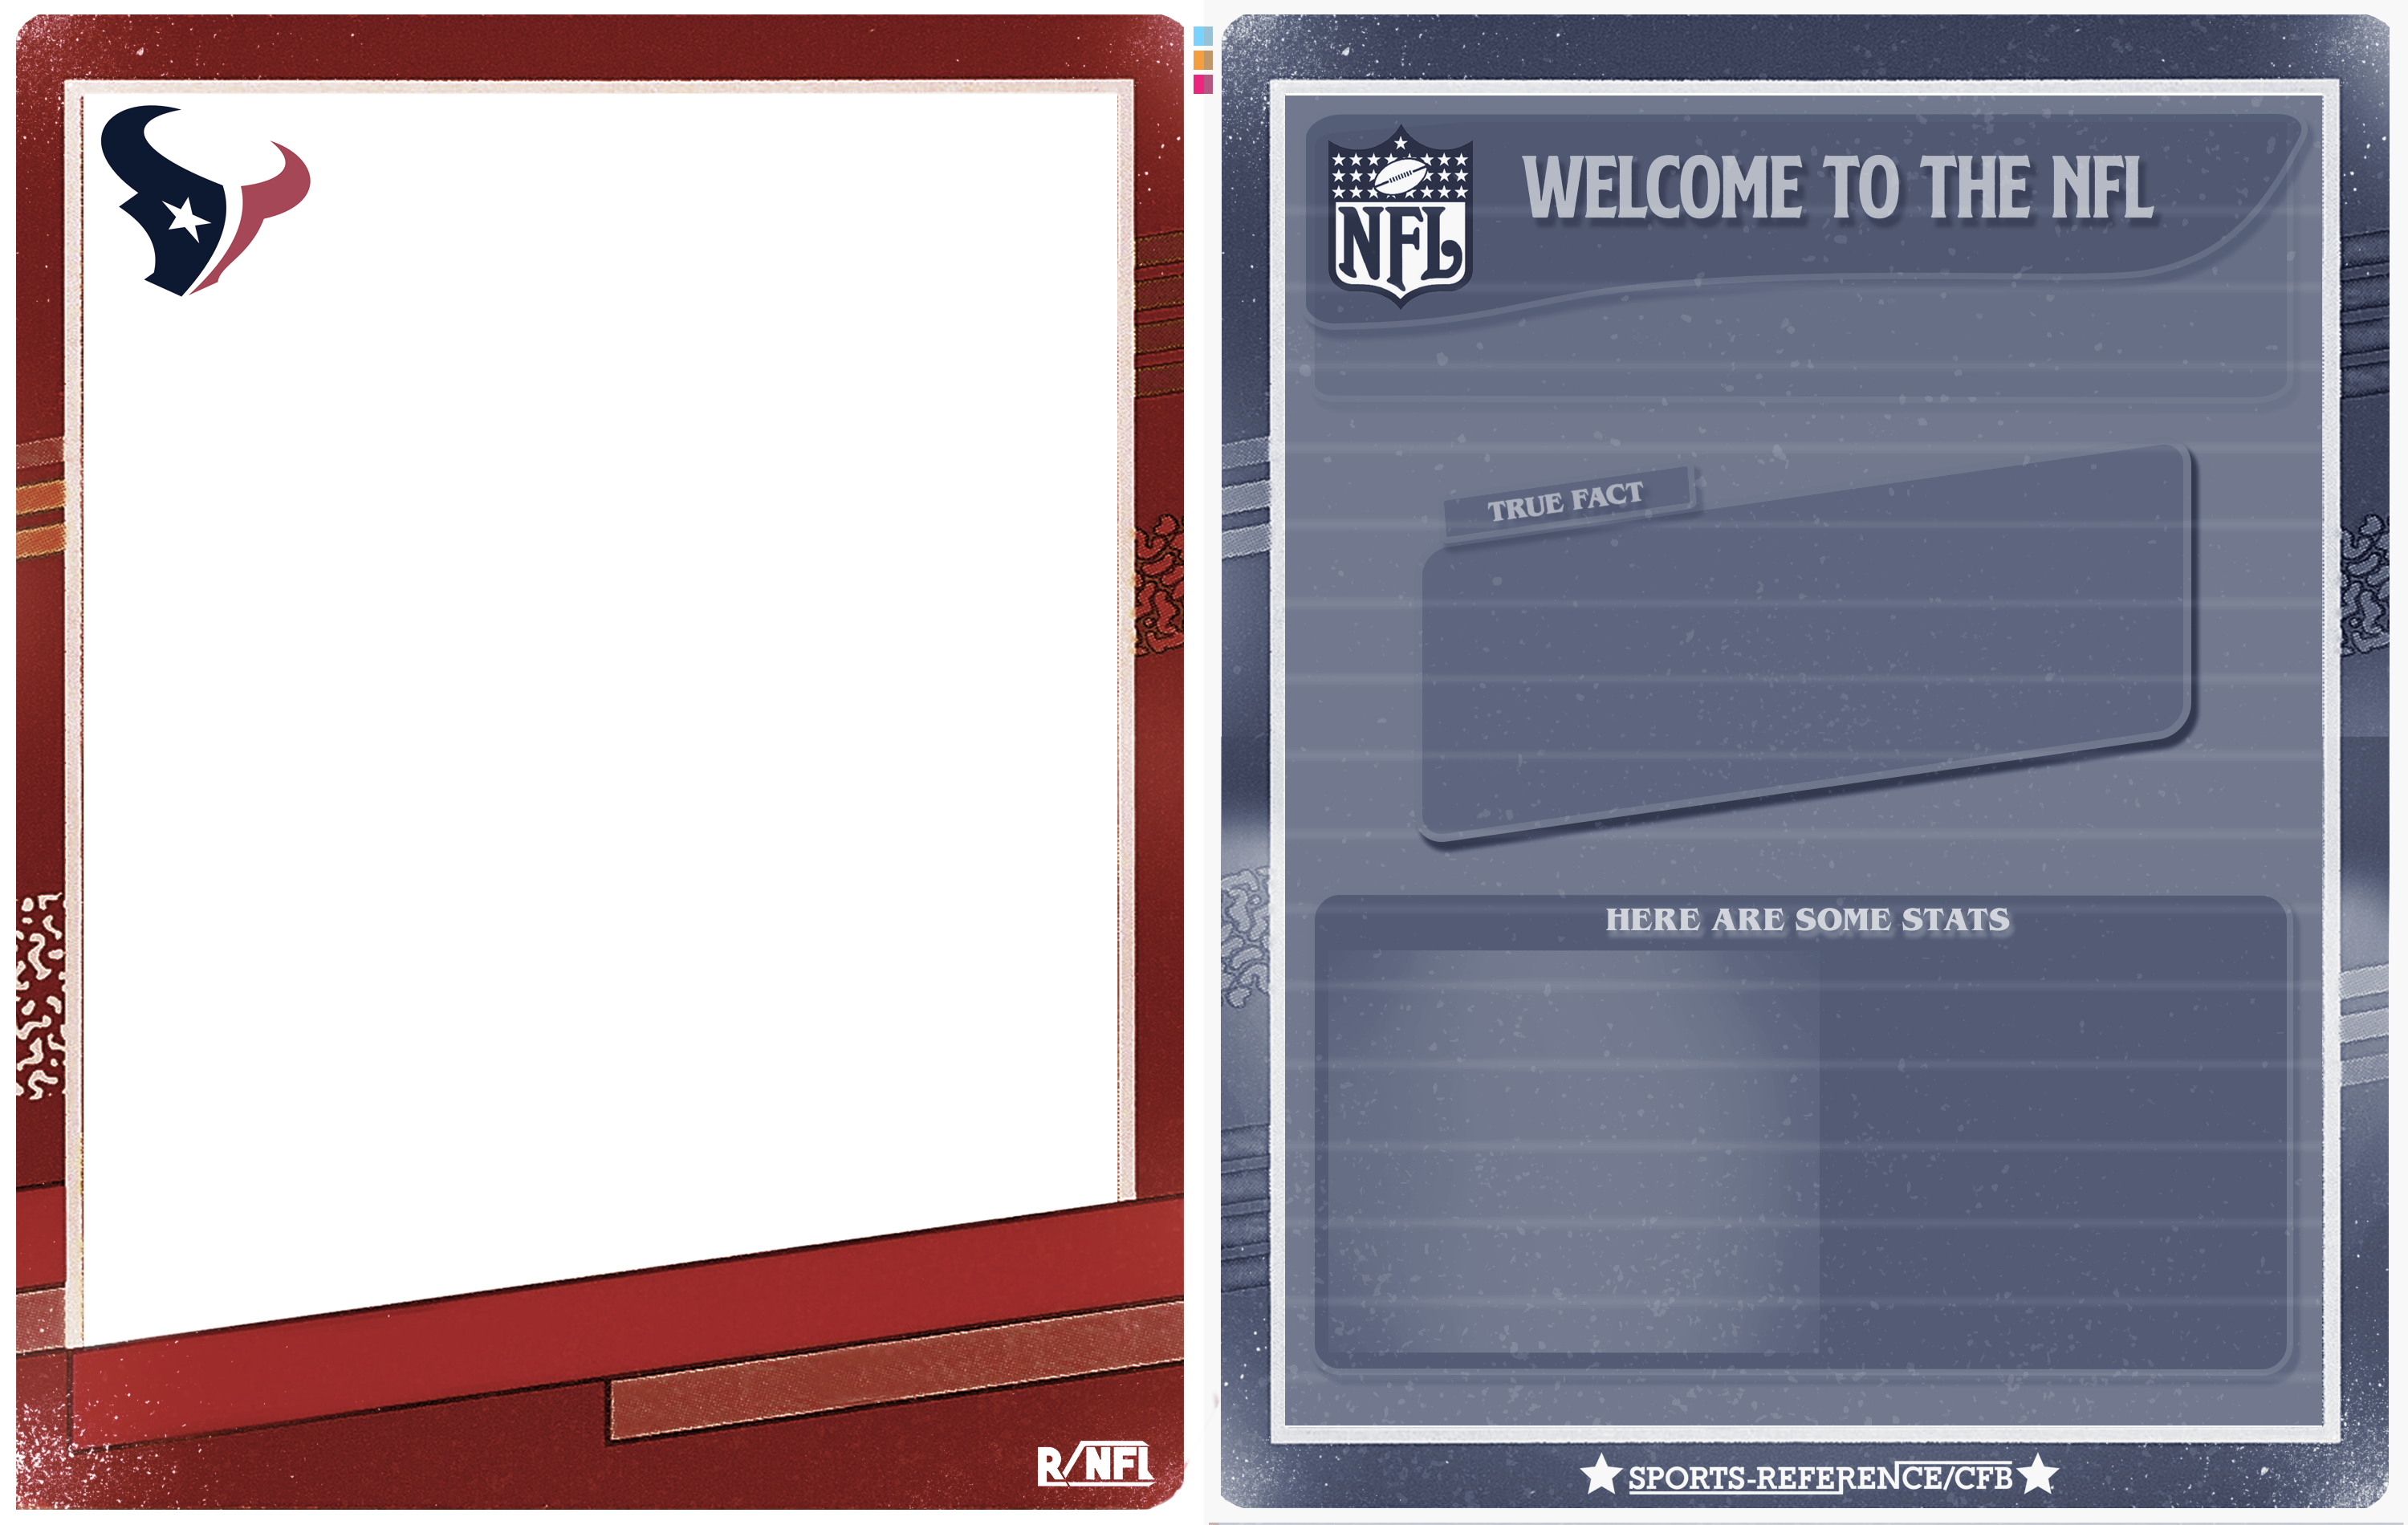 R/NFL
NFL
WELCOME TO THE NFL
TRUE FACT
HERE ARE SOME STATS
SPORTS-REFERENCE/CFB